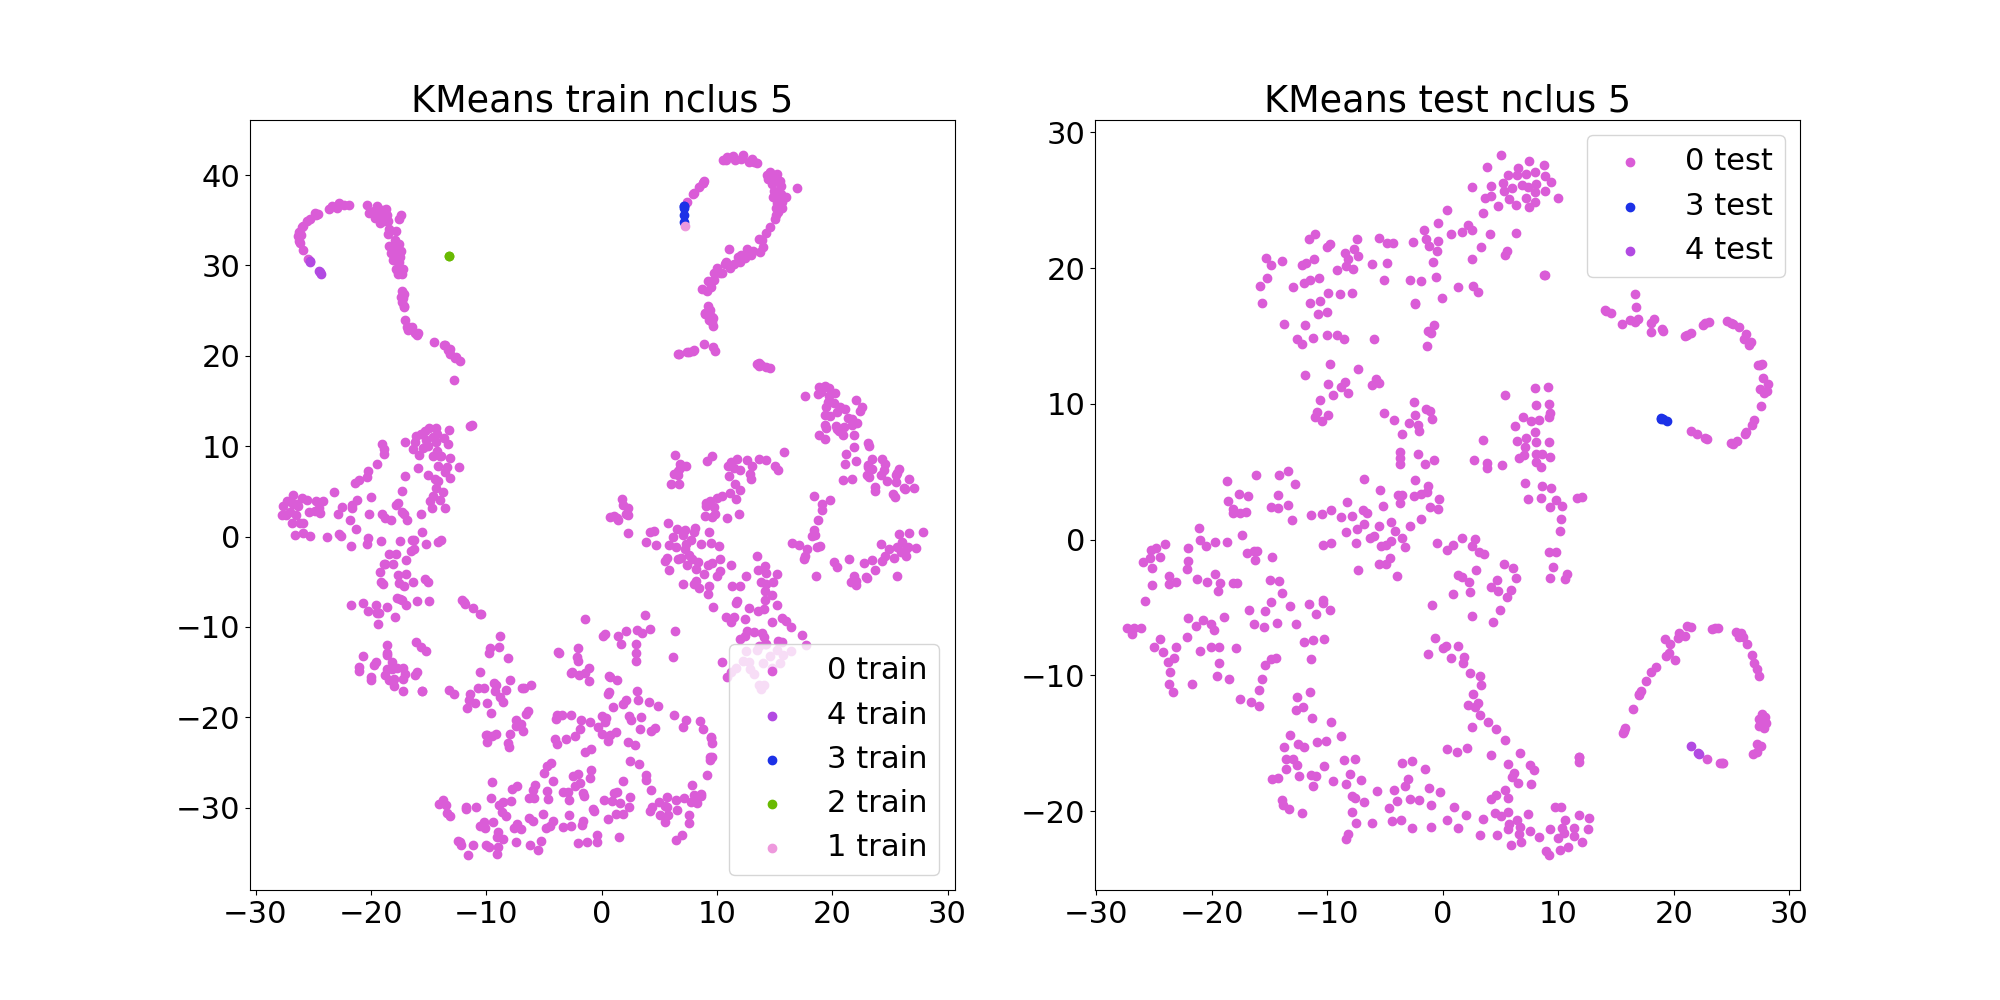 KMeans train nclus 5
40
30
20
10
0
−10
−20
−30
−30 −20 −10 0 10 20 30
0 train
4 train
3 train
2 train
1 train
KMeans test nclus 5
30
20
10
0
−10
−20
−30 −20 −10 0 10 20 30
0 test
3 test
4 test